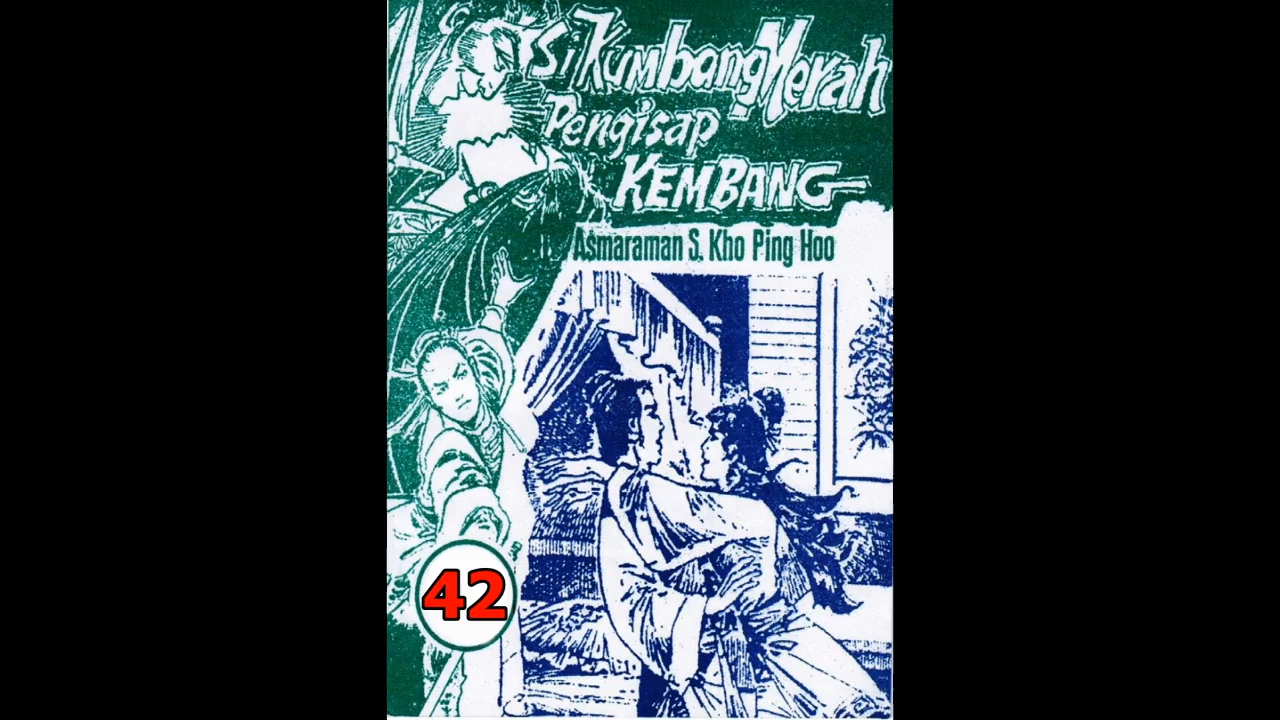 Si Kumbang Merah
Pengisap
KEMBANG
Asmaraman S. Kho Ping Hoo
42